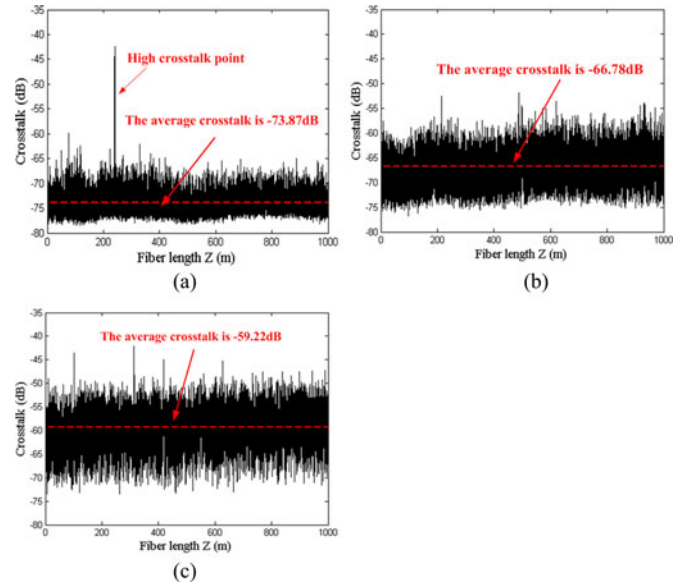 -35
-40
-45
-50
-55
-60
-65
-70
-75
-80
Crosstalk (dB)
High crosstalk point
The average crosstalk is -73.87dB
0 200 400 600 800 1000
Fiber length Z (m)
(a)
-35
-40
-45
-50
-55
-60
-65
-70
-75
-80
Crosstalk (dB)
The average crosstalk is -66.78dB
0 200 400 600 800 1000
Fiber length Z (m)
(b)
-35
-40
-45
-50
-55
-60
-65
-70
-75
-80
Crosstalk (dB)
The average crosstalk is -59.22dB
0 200 400 600 800 1000
Fiber length Z (m)
(c)